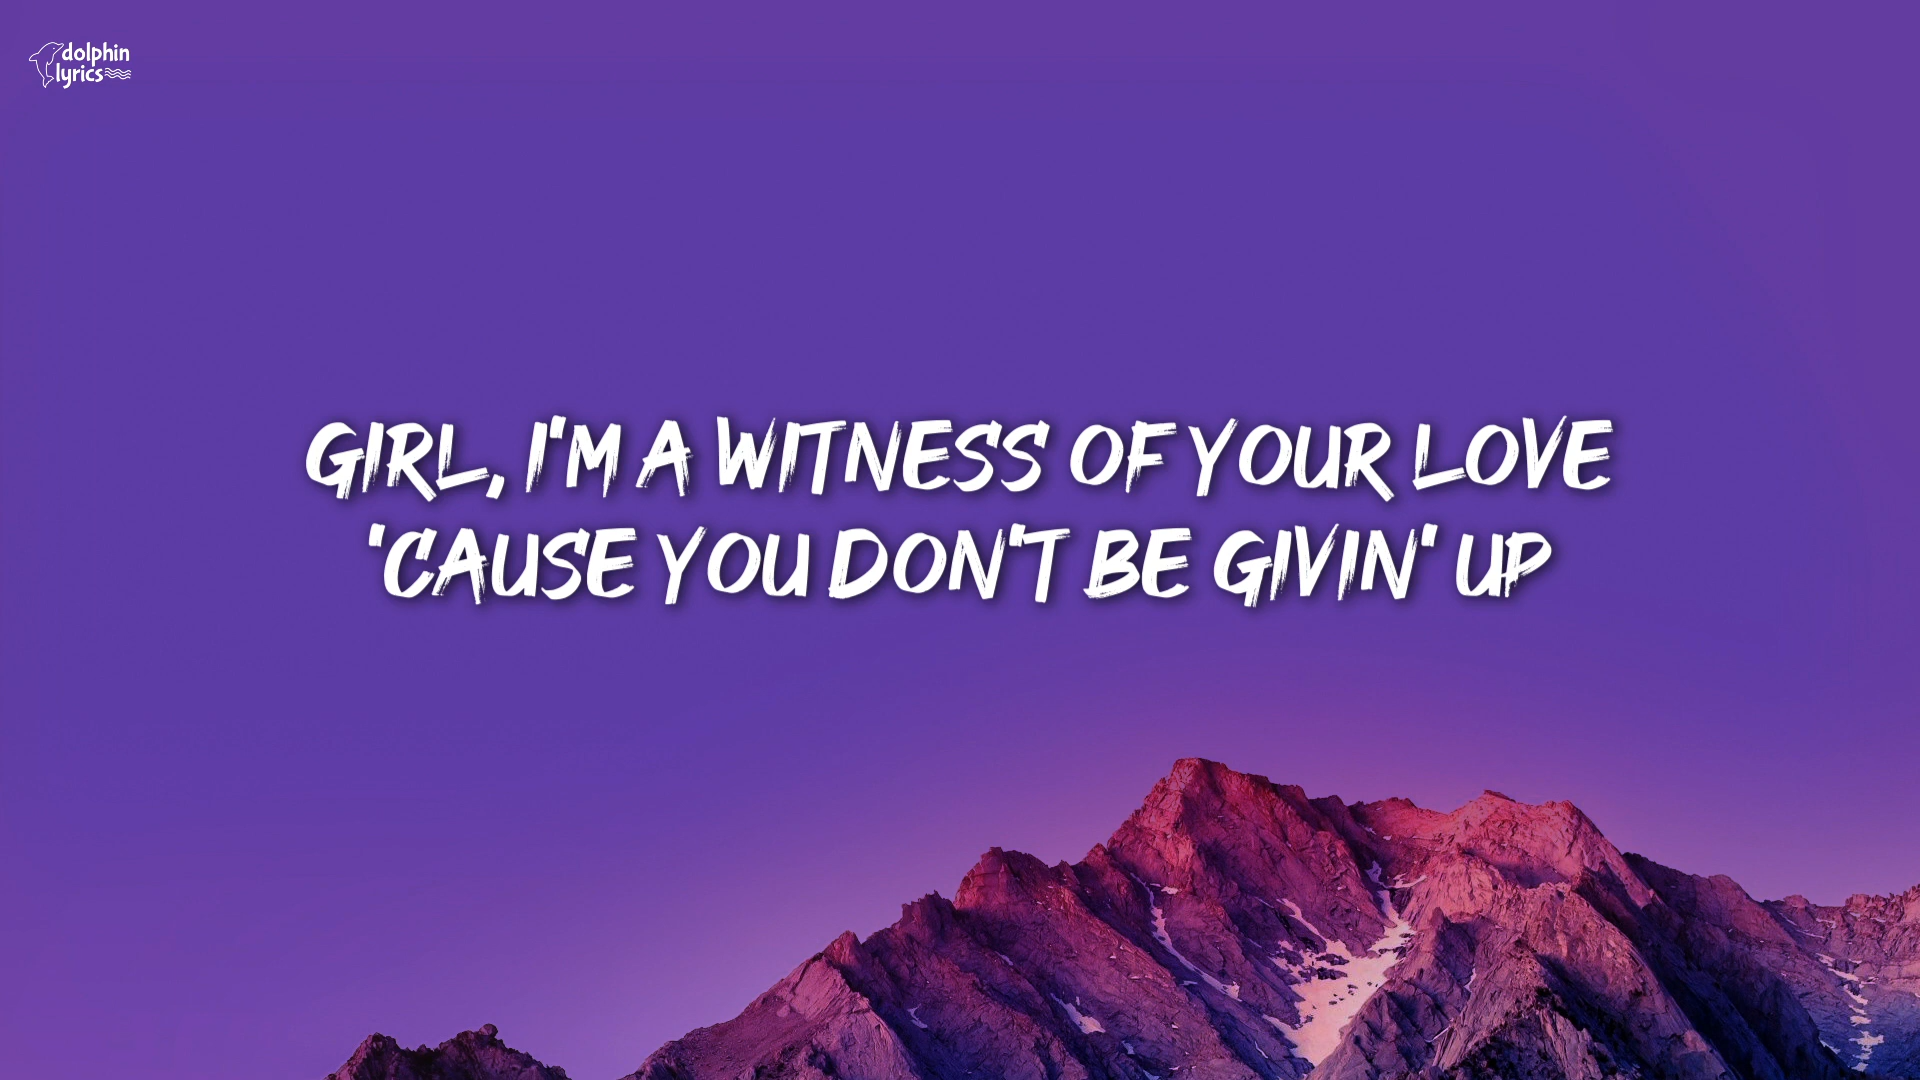 dolphin
lyrics
GIRL, I'M A WITNESS OF YOUR LOVE
'CAUSE YOU DON'T BE GIVIN' UP